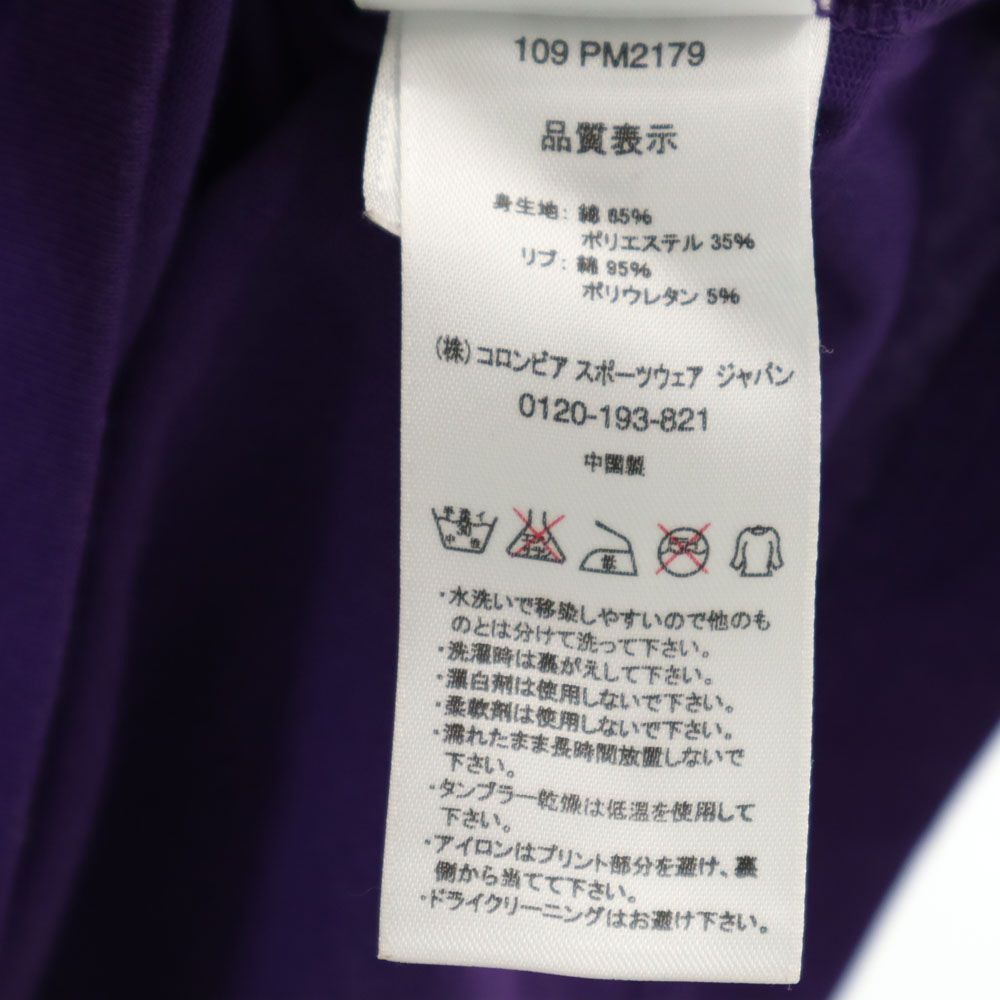 109 PM2179
品質表示
身生地: 綿 65%
ポリエステル 35%
リブ: 綿 95%
ポリウレタン 5%
(株) コロンビア スポーツウェア ジャパン
0120-193-821
中国製
30
中性
低
・水洗いで移染しやすいので他のも
のとは分けて洗って下さい。
・洗濯時は裏がえして下さい。
・漂白剤は使用しないで下さい。
・柔軟剤は使用しないで下さい。
・濡れたまま長時間放置しないで
下さい。
・タンブラー乾燥は低温を使用して
下さい。
・アイロンはプリント部分を避け、裏
側から当てて下さい。
・ドライクリーニングはお避け下さい。